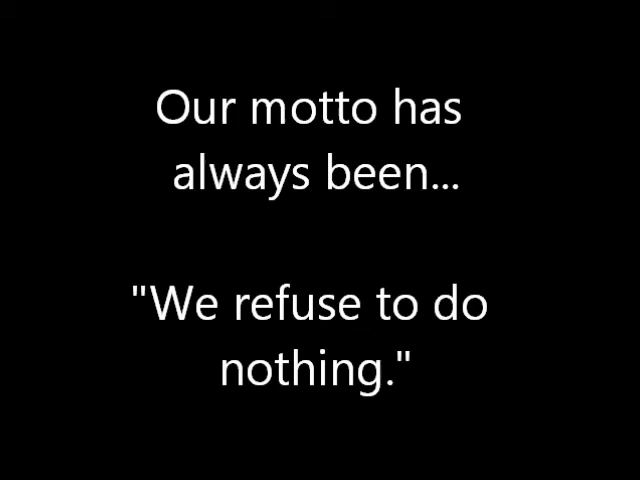 Our motto has
always been...
"We refuse to do
nothing."